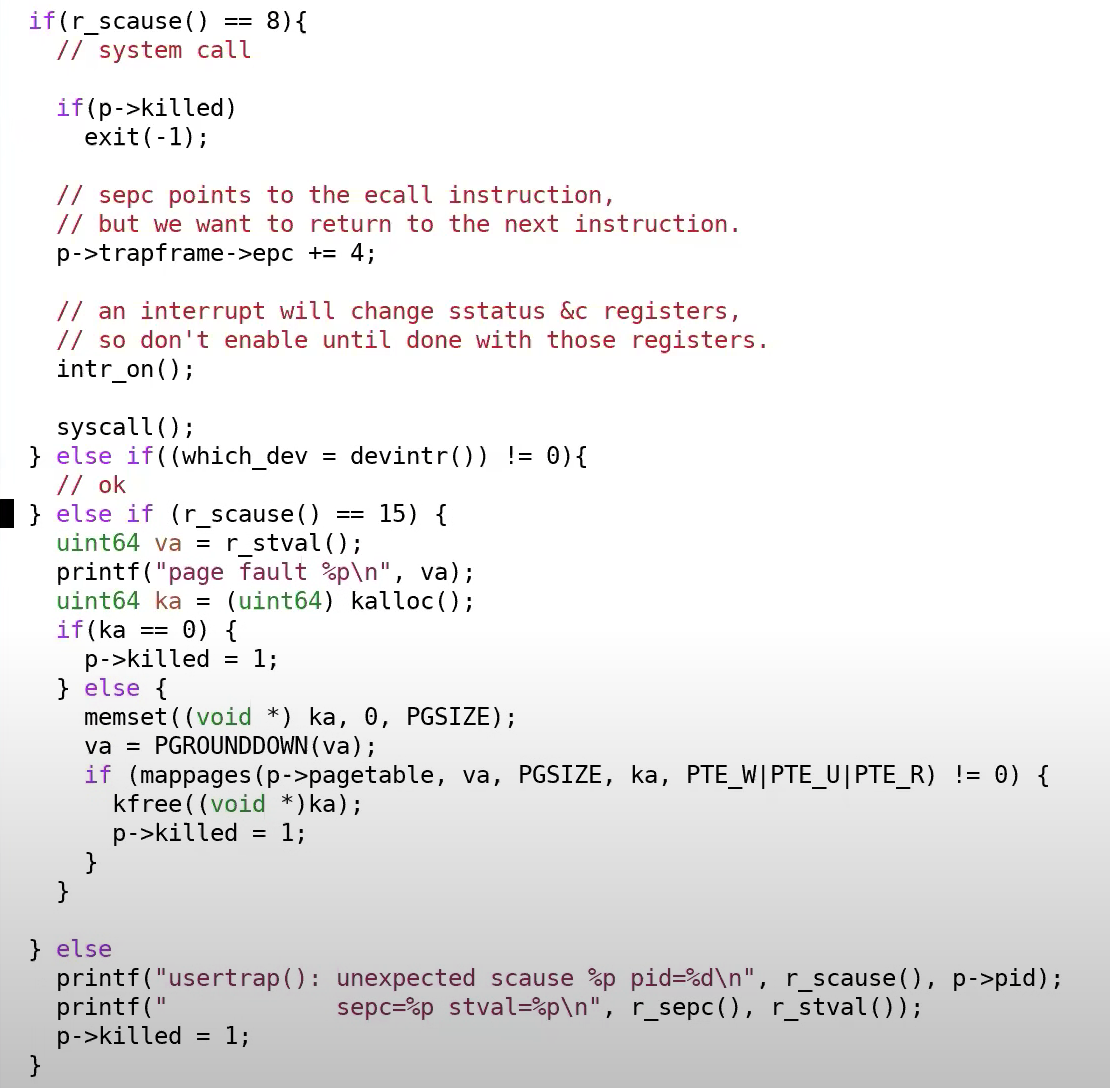 if(r_scause() == 8){
  // system call

  if(p->killed)
    exit(-1);

  // sepc points to the ecall instruction,
  // but we want to return to the next instruction.
  p->trapframe->epc += 4;

  // an interrupt will change sstatus &c registers,
  // so don't enable until done with those registers.
  intr_on();

  syscall();
} else if((which_dev = devintr()) != 0){
  // ok
} else if (r_scause() == 15) {
  uint64 va = r_stval();
  printf("page fault %p\n", va);
  uint64 ka = (uint64) kalloc();
  if(ka == 0) {
    p->killed = 1;
  } else {
    memset((void *) ka, 0, PGSIZE);
    va = PGROUNDDOWN(va);
    if (mappages(p->pagetable, va, PGSIZE, ka, PTE_W|PTE_U|PTE_R) != 0) {
      kfree((void *)ka);
      p->killed = 1;
    }
  }

} else
  printf("usertrap(): unexpected scause %p pid=%d\n", r_scause(), p->pid);
  printf("            sepc=%p stval=%p\n", r_sepc(), r_stval());
  p->killed = 1;
}